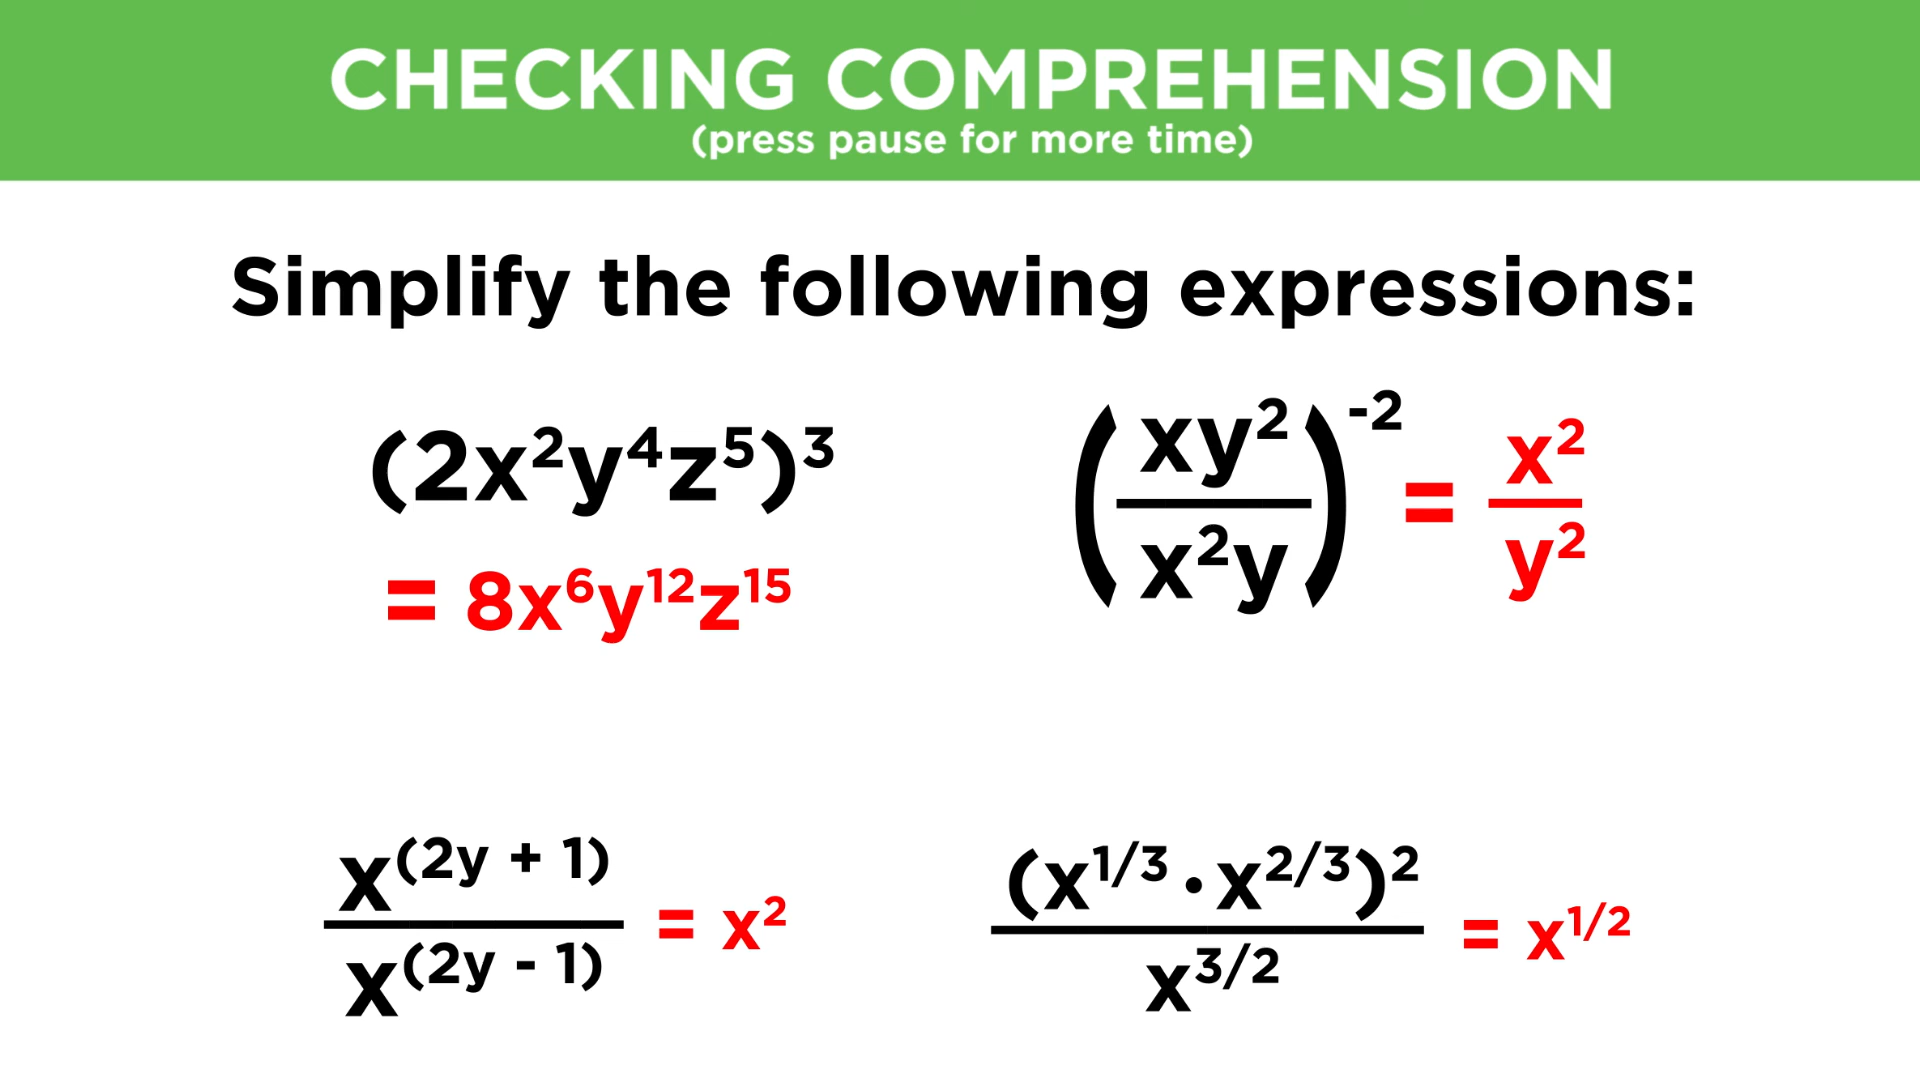 CHECKING COMPREHENSION
(press pause for more time)
Simplify the following expressions:
(2x²y⁴z⁵)³
= 8x⁶y¹²z¹⁵
(xy²/x²y)⁻² = x²/y²
x^(2y + 1)/x^(2y - 1) = x²
(x^1/3 · x^2/3)²/x^3/2 = x^1/2